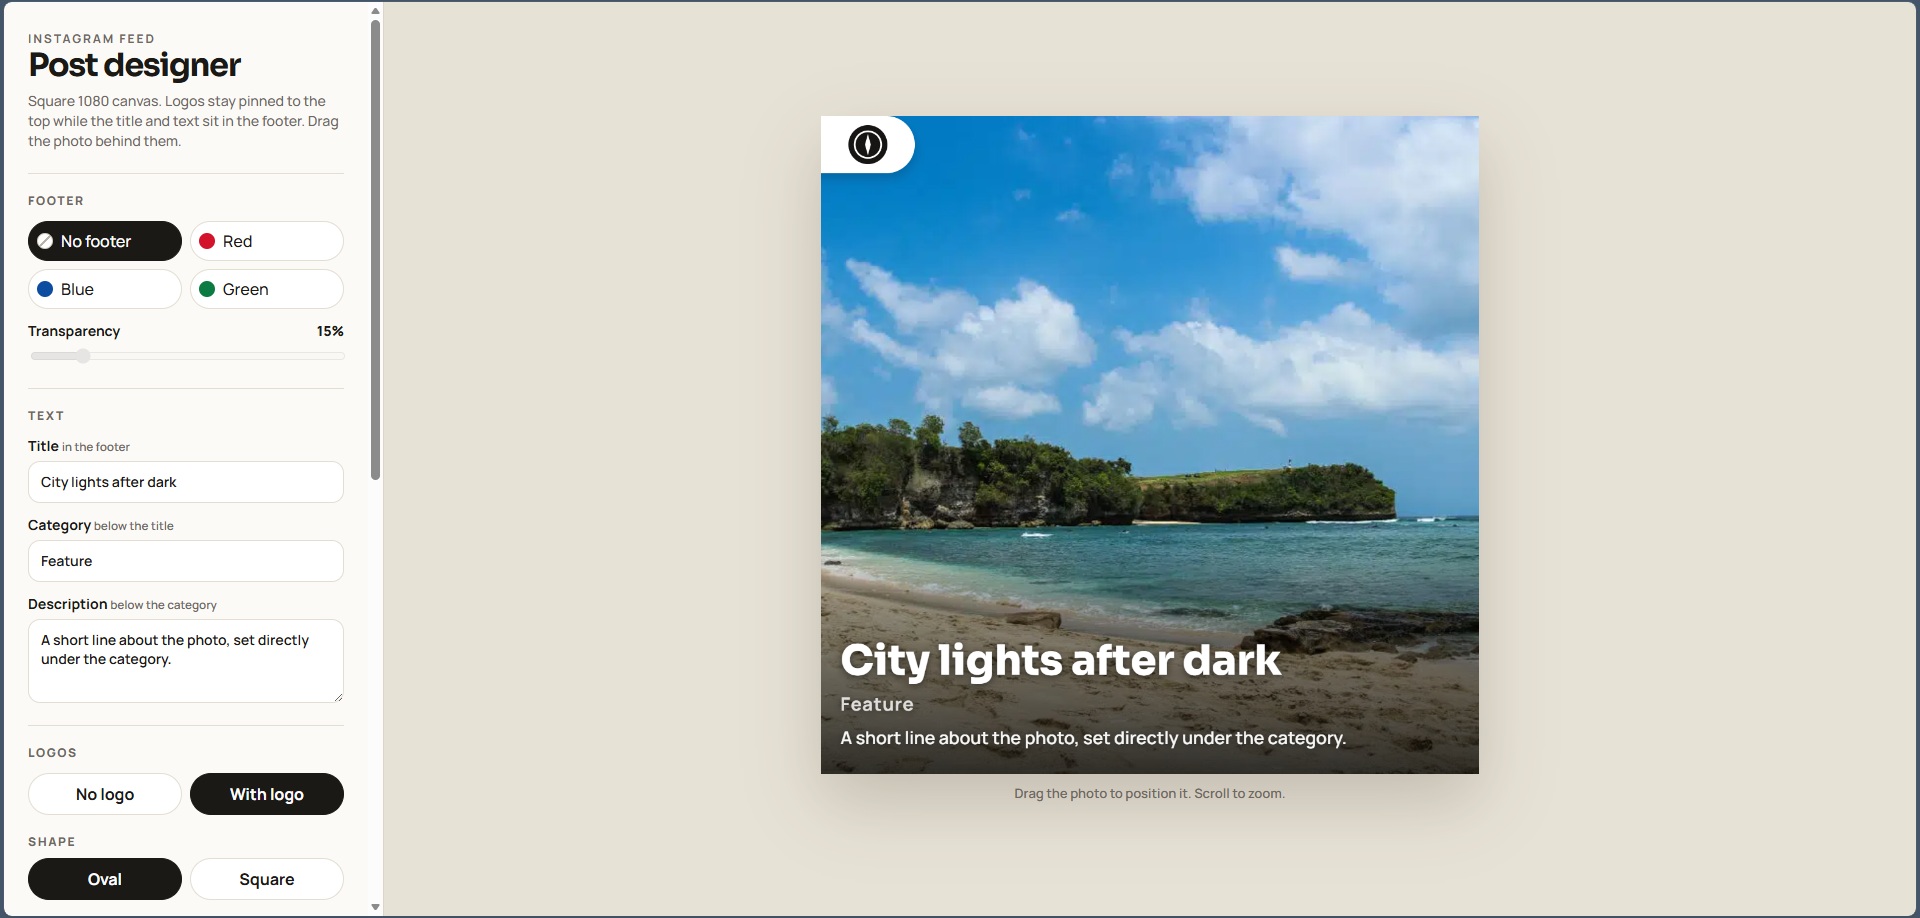 INSTAGRAM FEED
Post designer
Square 1080 canvas. Logos stay pinned to the
top while the title and text sit in the footer. Drag
the photo behind them.
FOOTER
No footer
Red
Blue
Green
Transparency
15%
TEXT
Title in the footer
City lights after dark
Category below the title
Feature
Description below the category
A short line about the photo, set directly
under the category.
LOGOS
No logo
With logo
SHAPE
Oval
Square
City lights after dark
Feature
A short line about the photo, set directly under the category.
Drag the photo to position it. Scroll to zoom.